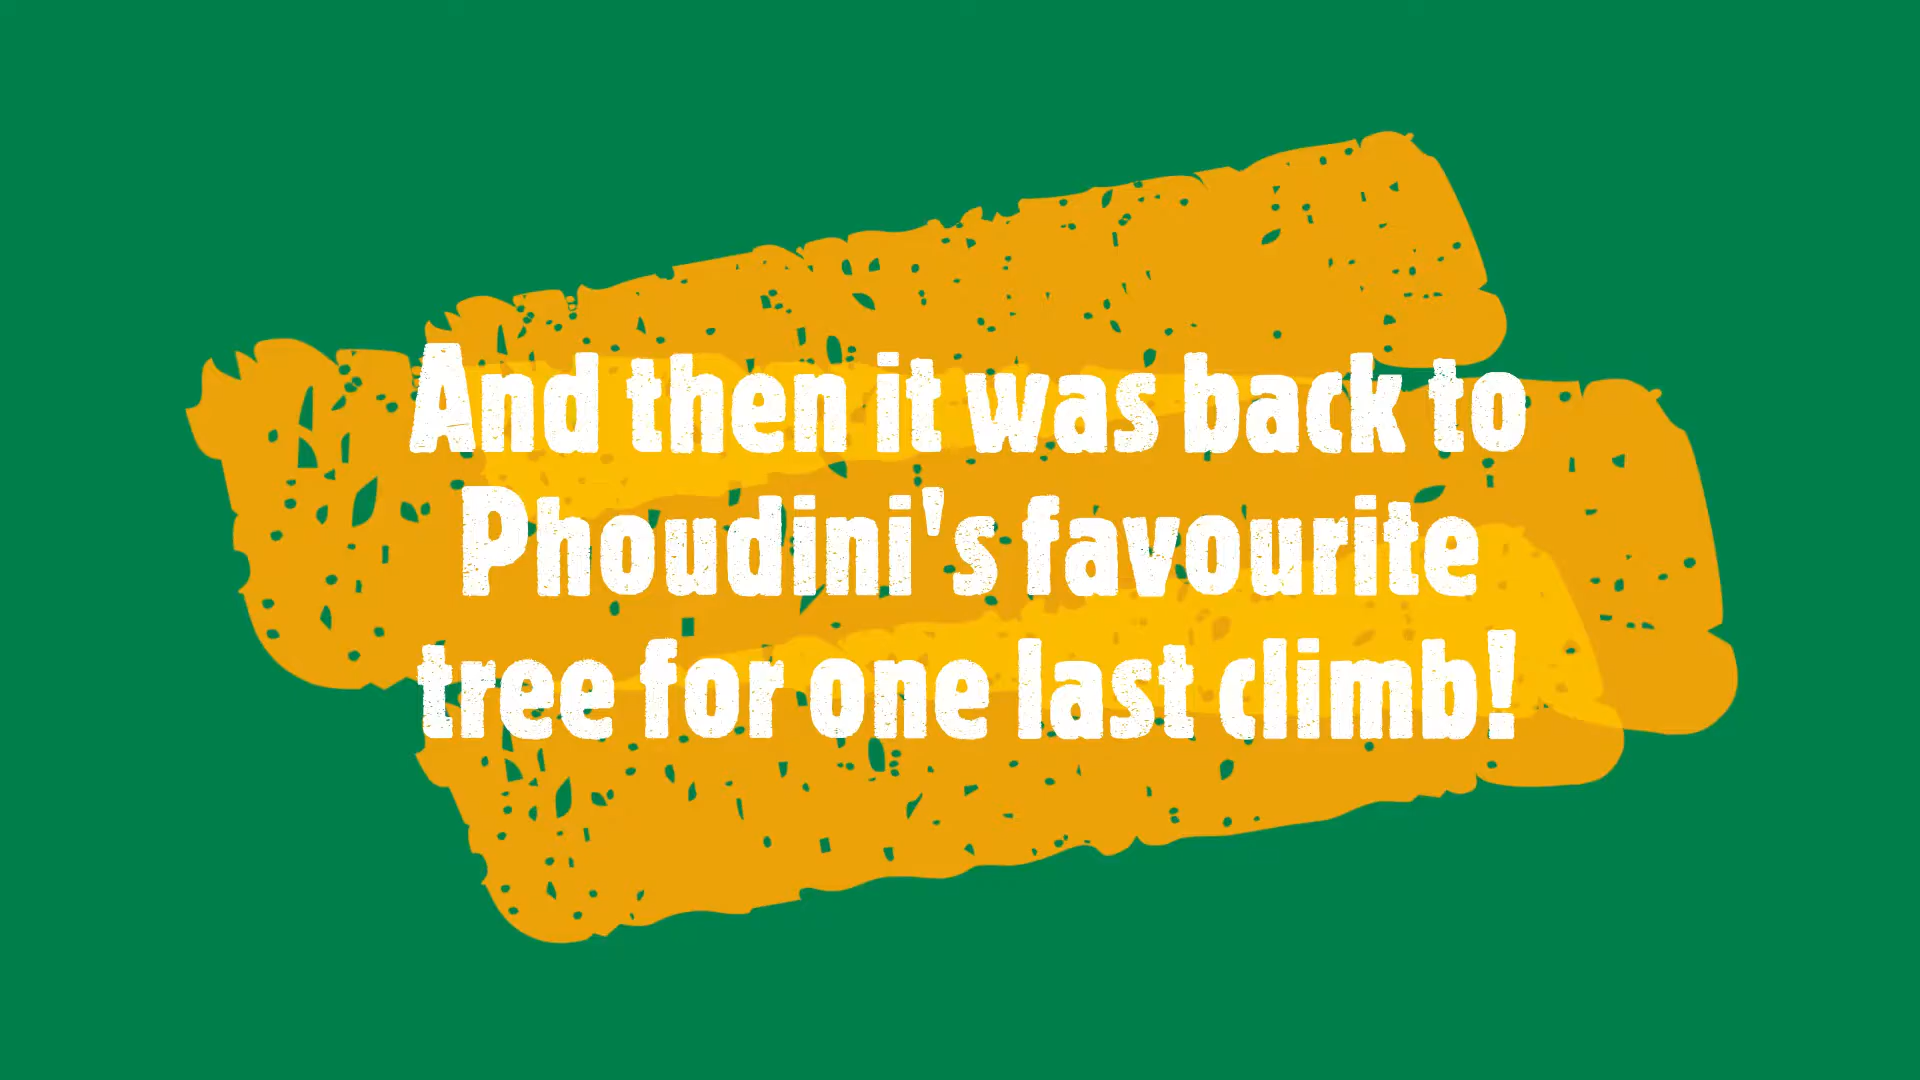 And then it was back to
Phoudini's favourite
tree for one last climb!